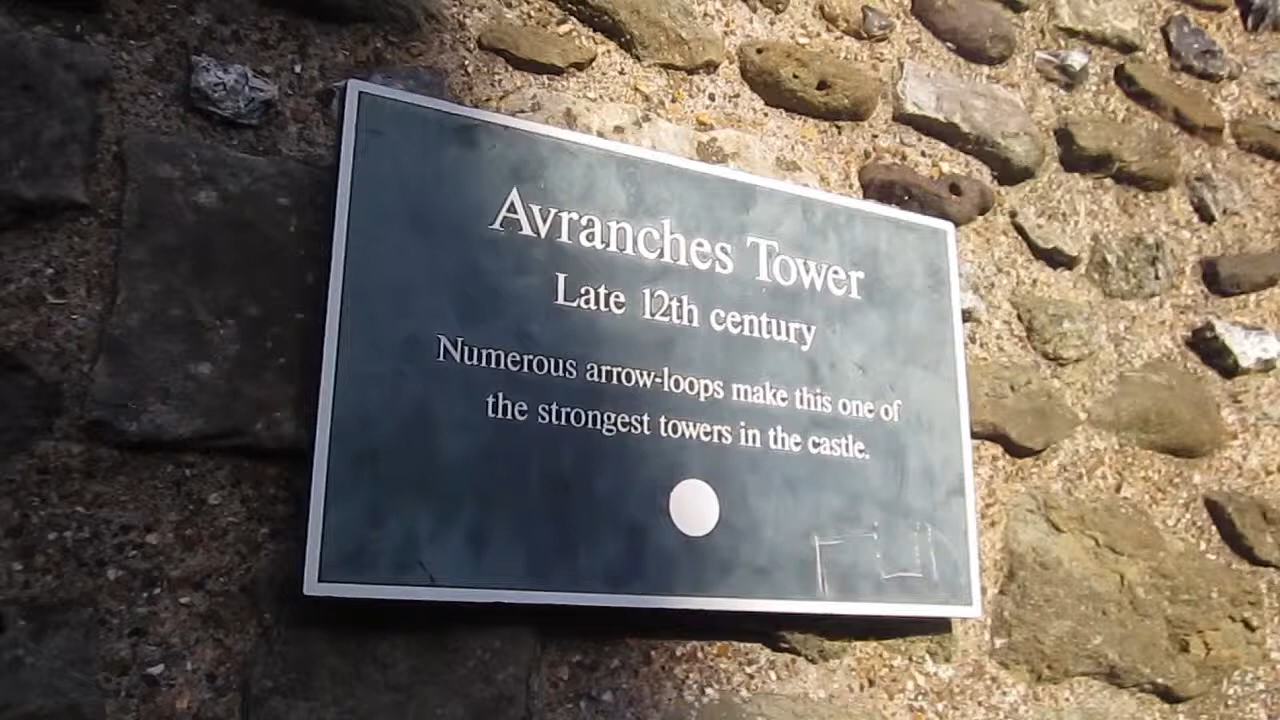 Avranches Tower
Late 12th century
Numerous arrow-loops make this one of
the strongest towers in the castle.